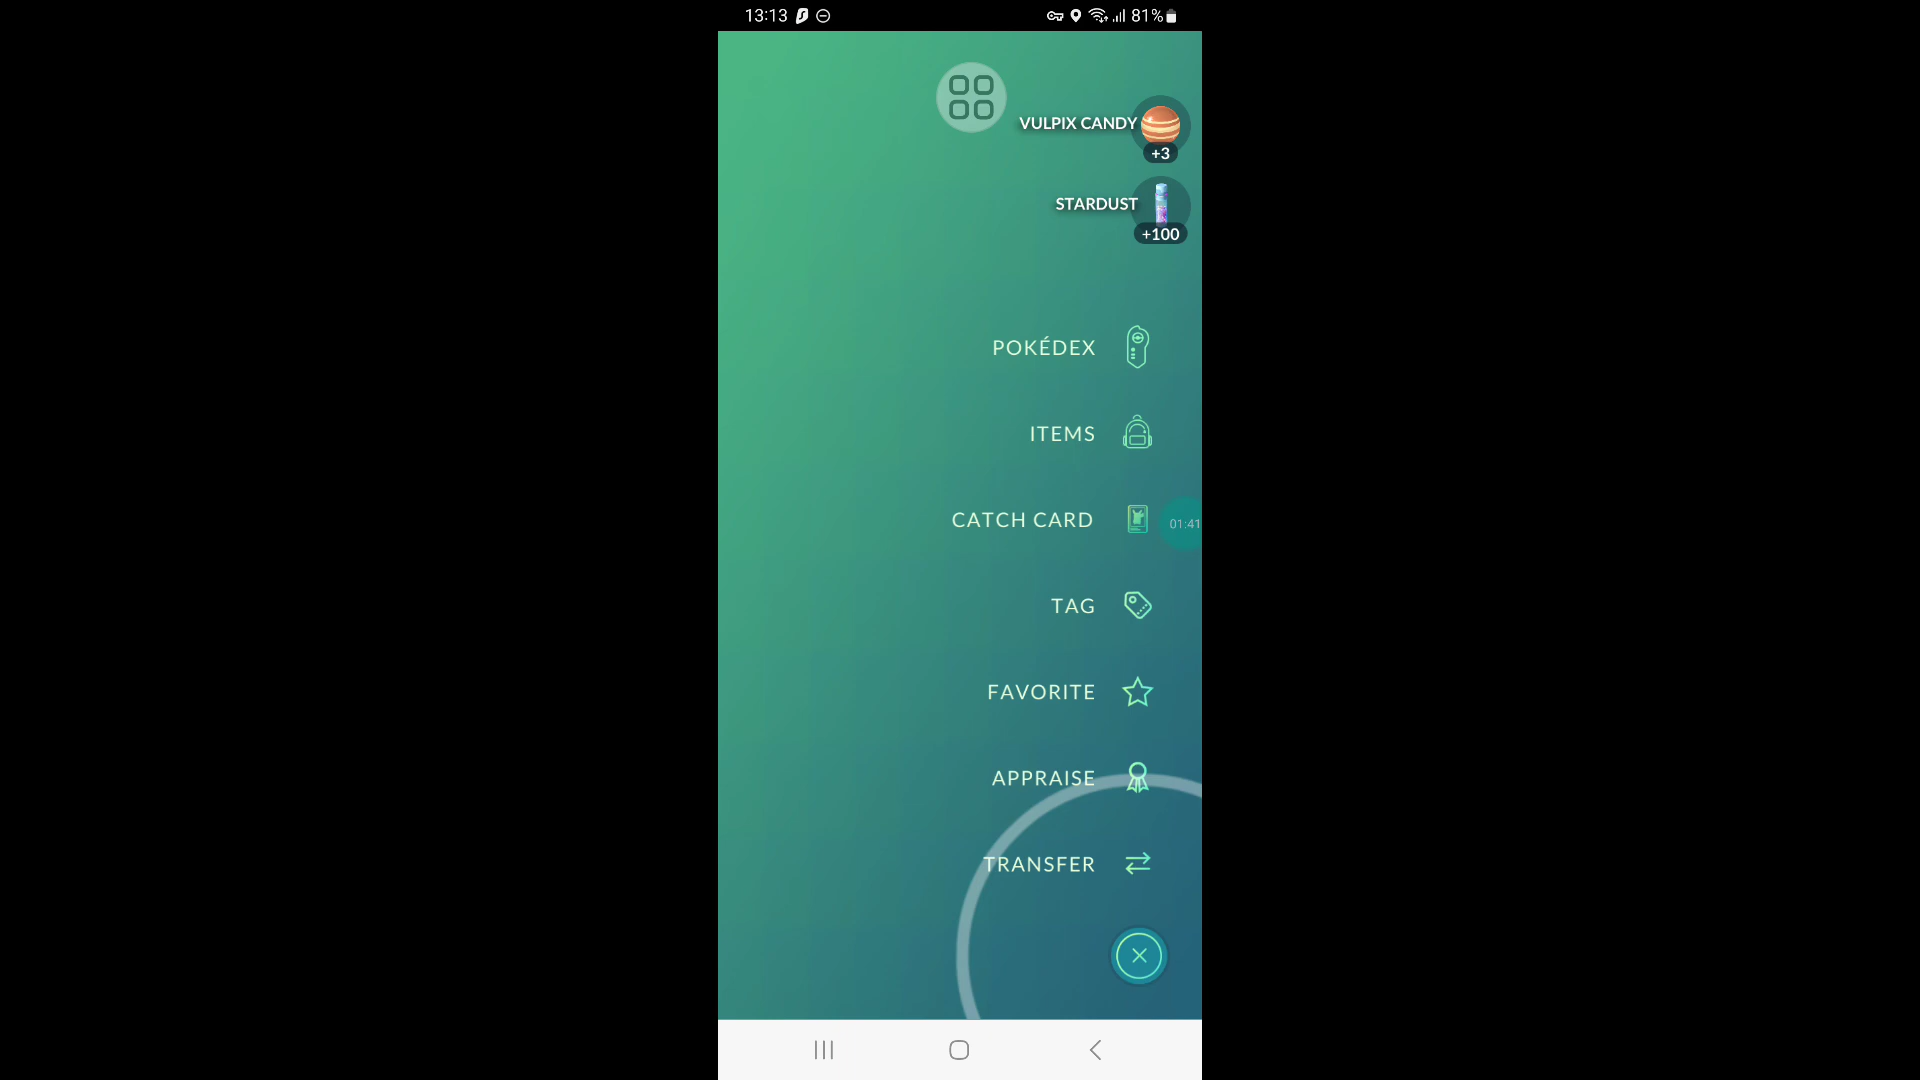 13:13
81%
VULPIX CANDY
+3
STARDUST
+100
POKÉDEX
ITEMS
CATCH CARD
01:41
TAG
FAVORITE
APPRAISE
TRANSFER